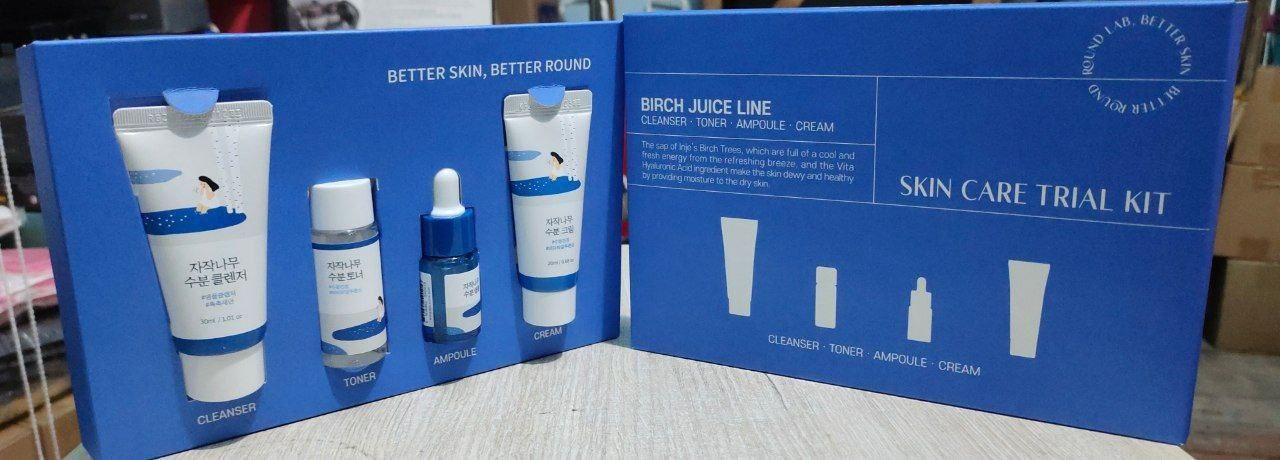 BETTER SKIN, BETTER ROUND
자작나무
수분 클렌저
30ml / 1.01 oz
CLEANSER
자작나무
수분 토너
TONER
자작나무
AMPOULE
자작나무
수분 크림
CREAM
ROUND LAB, BETTER SKIN BETTER ROUND
BIRCH JUICE LINE
CLEANSER · TONER · AMPOULE · CREAM
The sap of Inje's Birch Trees, which are full of a cool and
fresh energy from the refreshing breeze, and the Vita
Hyaluronic Acid ingredient make the skin dewy and healthy
by providing moisture to the dry skin.
SKIN CARE TRIAL KIT
CLEANSER · TONER · AMPOULE · CREAM